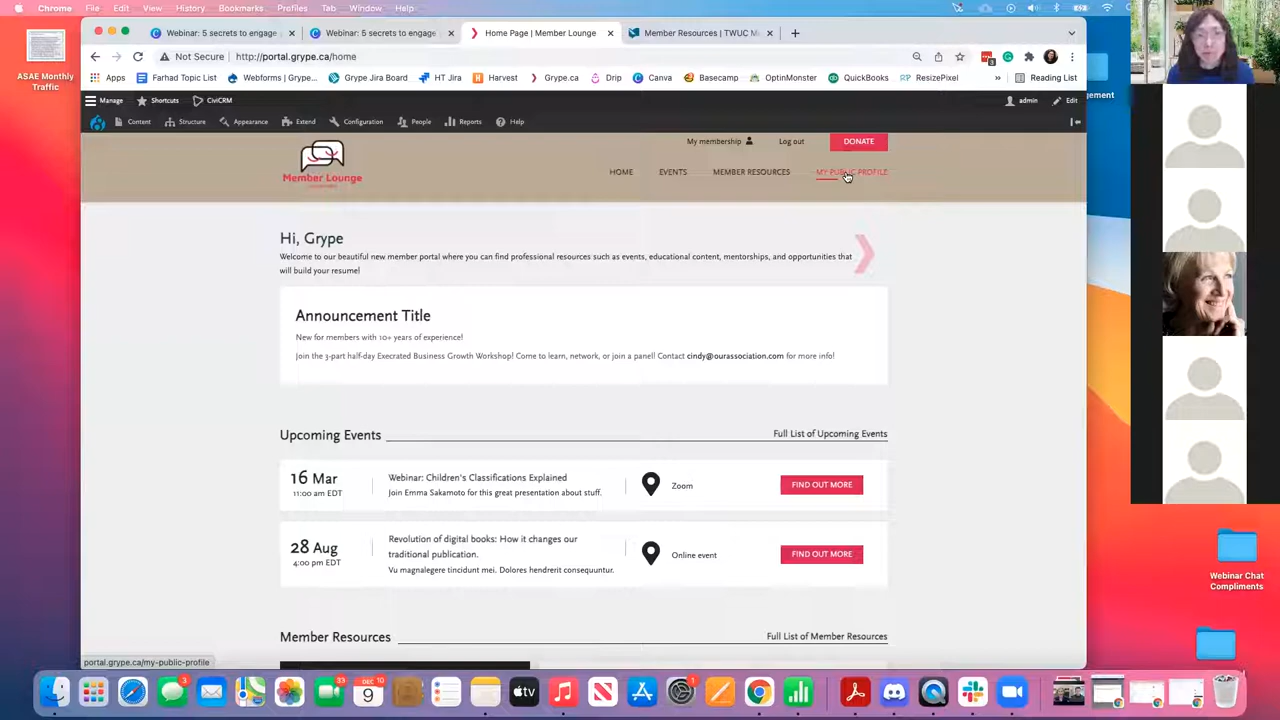 Chrome File Edit View History Bookmarks Profiles Tab Window Help
ASAE Monthly
Traffic
Webinar: 5 secrets to engage
Webinar: 5 secrets to engage
Home Page | Member Lounge
Member Resources | TWUC M
Not Secure
http://portal.grype.ca/home
Apps
Farhad Topic List
Webforms | Grype...
Grype Jira Board
HT Jira
Harvest
Grype.ca
Drip
Canva
Basecamp
OptinMonster
QuickBooks
ResizePixel
»
Reading List
Manage
Shortcuts
CiviCRM
admin
Edit
Content
Structure
Appearance
Extend
Configuration
People
Reports
Help
Member Lounge
My membership
Log out
DONATE
HOME
EVENTS
MEMBER RESOURCES
MY PUBLIC PROFILE
Hi, Grype
Welcome to our beautiful new member portal where you can find professional resources such as events, educational content, mentorships, and opportunities that
will build your resume!
Announcement Title
New for members with 10+ years of experience!
Join the 3-part half-day Execrated Business Growth Workshop! Come to learn, network, or join a panel! Contact cindy@ourassociation.com for more info!
Upcoming Events
Full List of Upcoming Events
16 Mar
11:00 am EDT
Webinar: Children's Classifications Explained
Join Emma Sakamoto for this great presentation about stuff.
Zoom
FIND OUT MORE
28 Aug
4:00 pm EDT
Revolution of digital books: How it changes our
traditional publication.
Vu magnalegere tincidunt mei. Dolores hendrerit consequuntur.
Online event
FIND OUT MORE
Member Resources
Full List of Member Resources
portal.grype.ca/my-public-profile
gement
Webinar Chat
Compliments
3
33
DEC
9
10
1